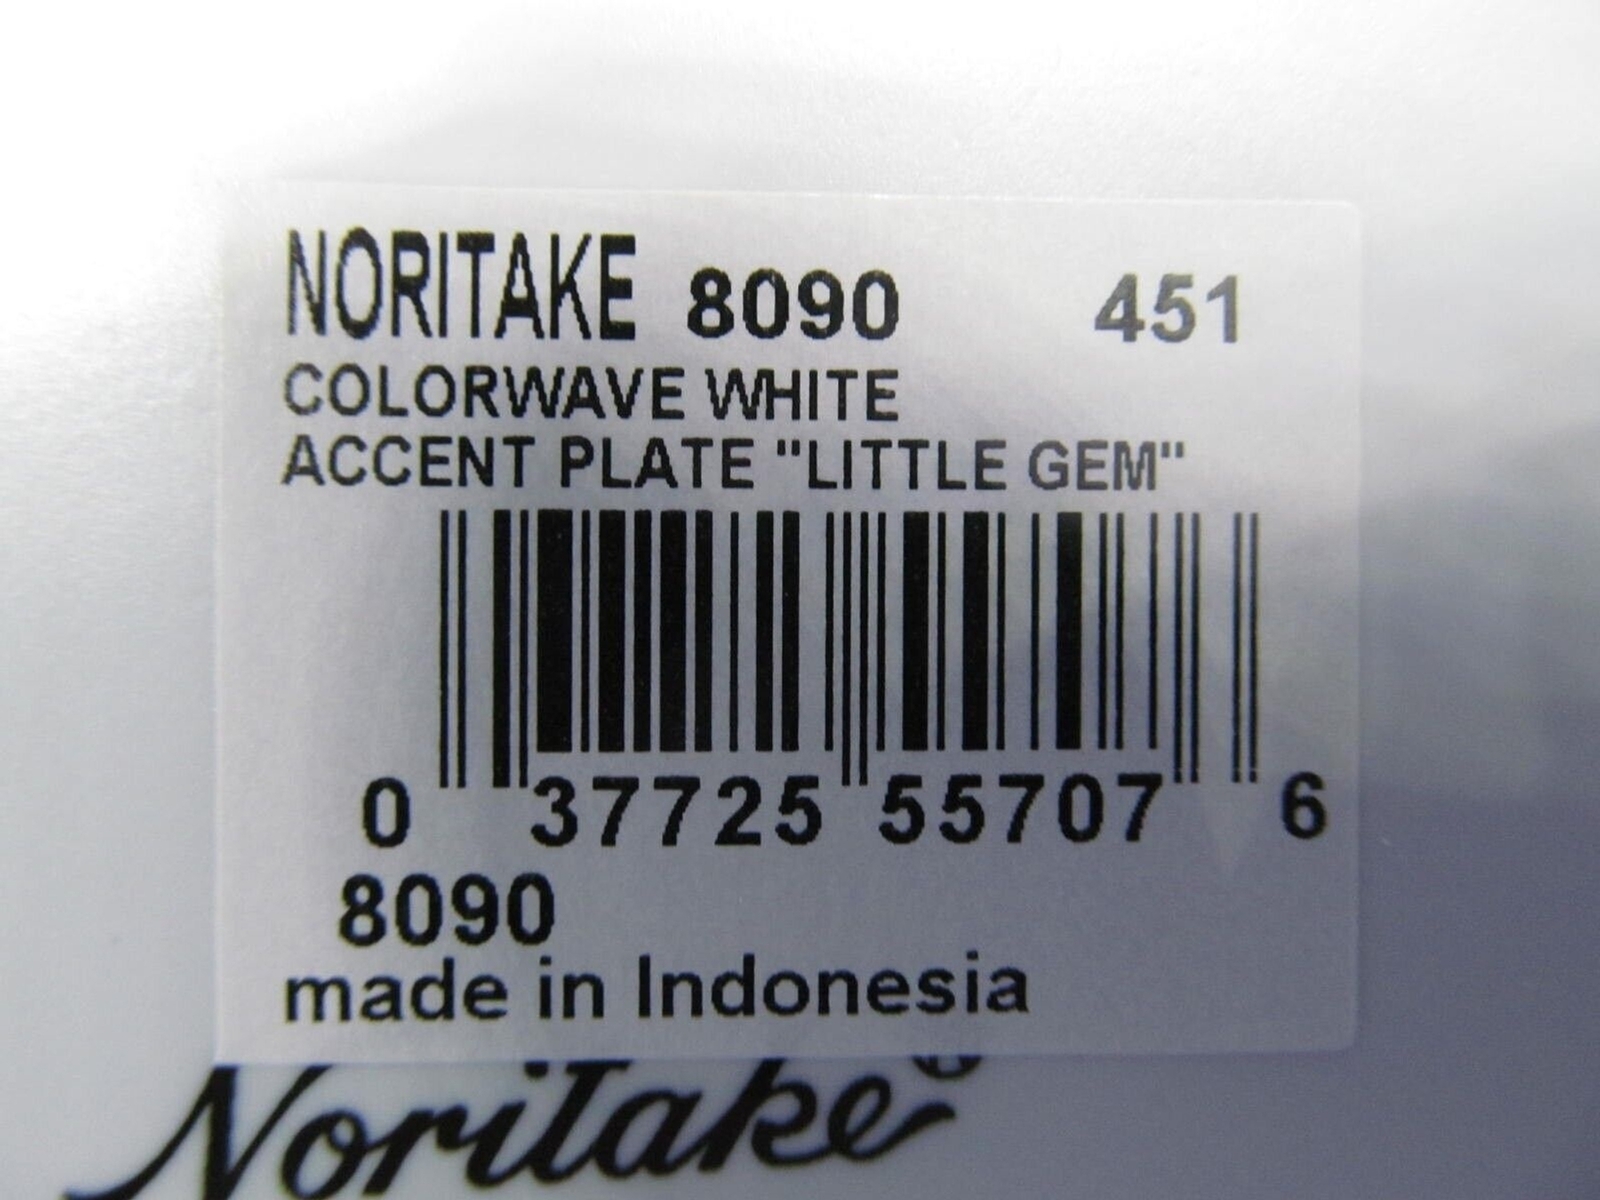 NORITAKE 8090 451
COLORWAVE WHITE
ACCENT PLATE "LITTLE GEM"
0 37725 55707 6
8090
made in Indonesia
Noritake